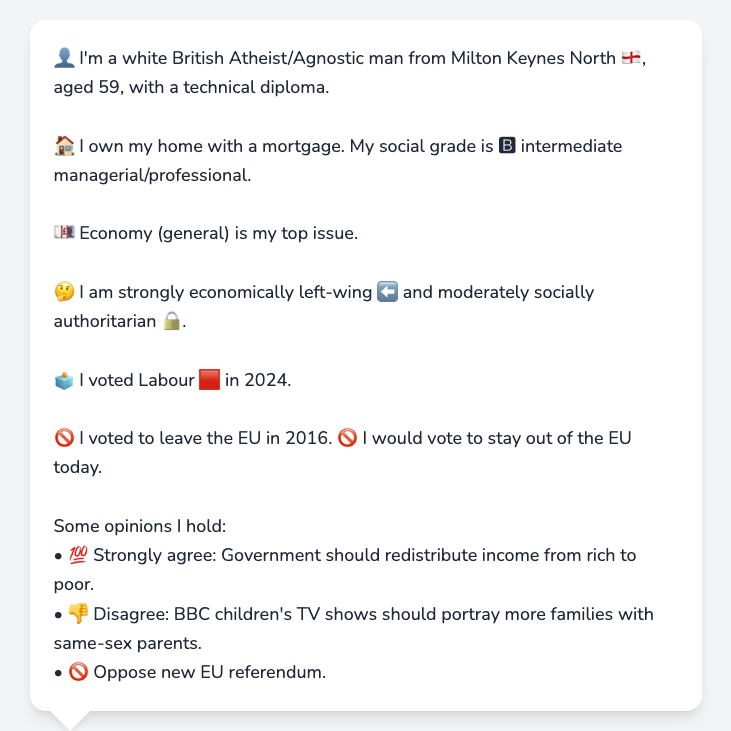 👤 I'm a white British Atheist/Agnostic man from Milton Keynes North 🏴󠁧󠁢󠁥󠁮󠁧󠁿,
aged 59, with a technical diploma.
🏠 I own my home with a mortgage. My social grade is 🅱 intermediate
managerial/professional.
💷 Economy (general) is my top issue.
🤔 I am strongly economically left-wing ⬅️ and moderately socially
authoritarian 🔒.
🗳️ I voted Labour 🟥 in 2024.
🚫 I voted to leave the EU in 2016. 🚫 I would vote to stay out of the EU
today.
Some opinions I hold:
• 💯 Strongly agree: Government should redistribute income from rich to
poor.
• 👎 Disagree: BBC children's TV shows should portray more families with
same-sex parents.
• 🚫 Oppose new EU referendum.